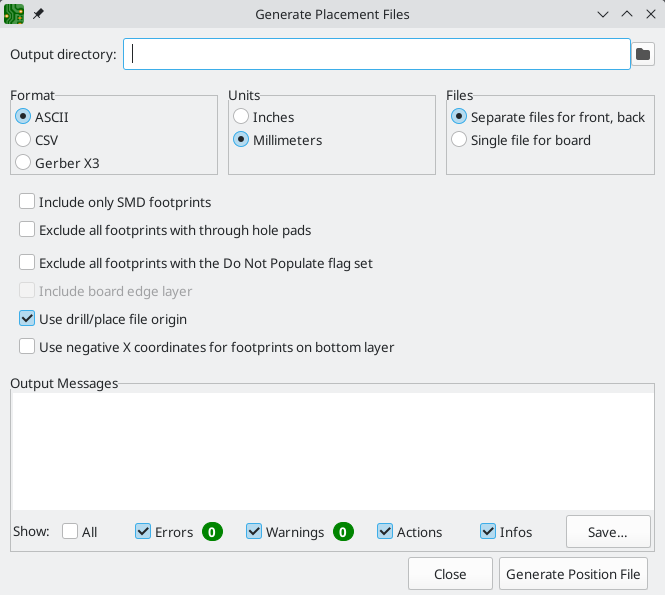 Generate Placement Files
Output directory:
Format
Units
Files
ASCII
Inches
Separate files for front, back
CSV
Millimeters
Single file for board
Gerber X3
Include only SMD footprints
Exclude all footprints with through hole pads
Exclude all footprints with the Do Not Populate flag set
Include board edge layer
Use drill/place file origin
Use negative X coordinates for footprints on bottom layer
Output Messages
Show: All Errors 0 Warnings 0 Actions Infos Save...
Close Generate Position File